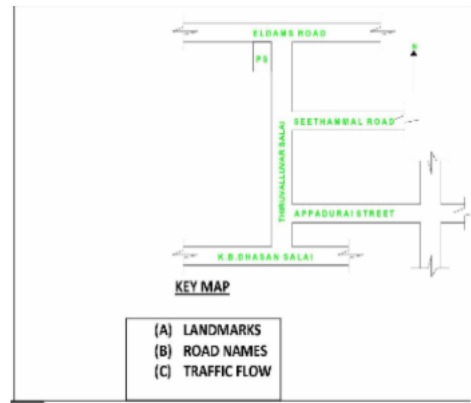 ELDAMS ROAD
PS
N
SEETHAMMAL ROAD
THIRUVALLUVAR SALAI
APPADURAI STREET
K.B.DHASAN SALAI
KEY MAP
(A) LANDMARKS
(B) ROAD NAMES
(C) TRAFFIC FLOW